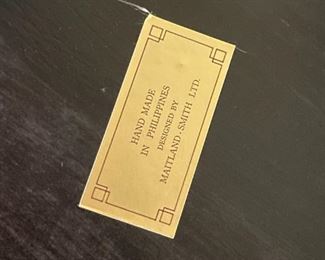 HAND MADE
IN PHILIPPINES
DESIGNED BY
MAITLAND-SMITH LTD.